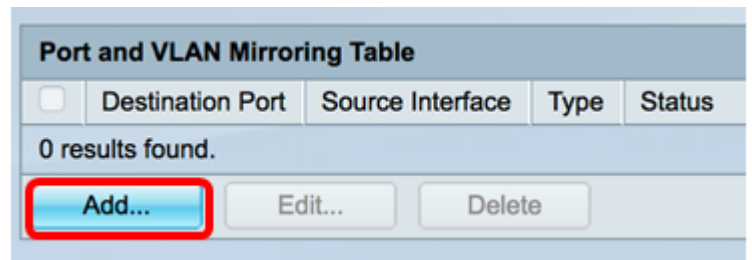 Port and VLAN Mirroring Table
Destination Port Source Interface Type Status
0 results found.
Add... Edit... Delete